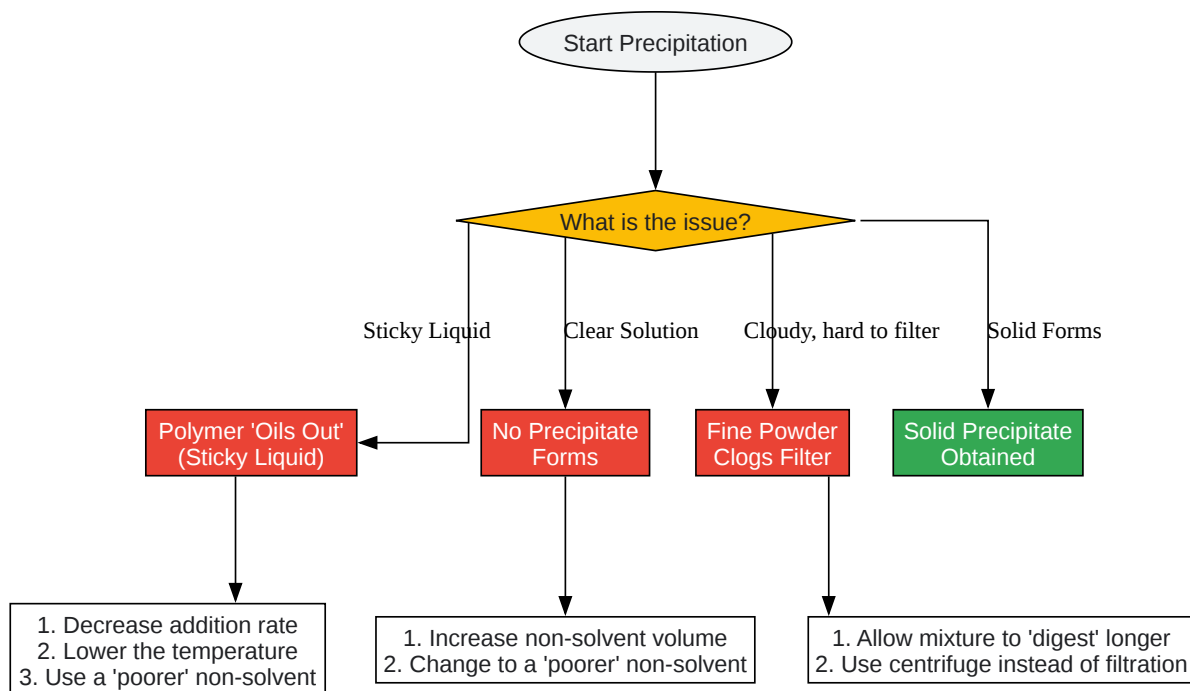 Start Precipitation
What is the issue?
Sticky Liquid
Clear Solution
Cloudy, hard to filter
Solid Forms
Polymer 'Oils Out'
(Sticky Liquid)
No Precipitate
Forms
Fine Powder
Clogs Filter
Solid Precipitate
Obtained
1. Decrease addition rate
2. Lower the temperature
3. Use a 'poorer' non-solvent
1. Increase non-solvent volume
2. Change to a 'poorer' non-solvent
1. Allow mixture to 'digest' longer
2. Use centrifuge instead of filtration